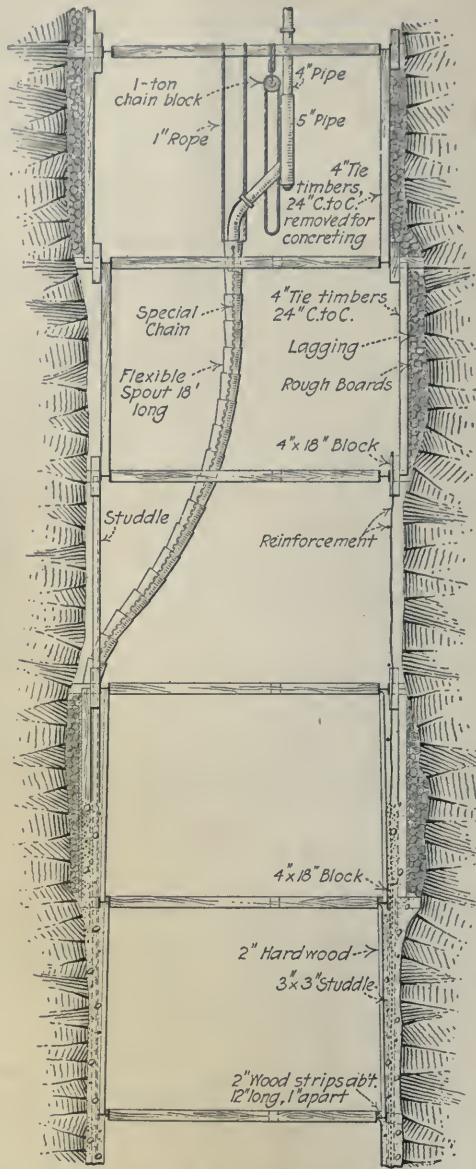 1-ton
chain block
4" Pipe
1" Rope
5" Pipe
4" Tie
timbers,
24" C. to C.
removed for
concreting
Special
Chain
4" Tie timbers
24" C. to C.
Lagging
Flexible
Spout 18'
long
Rough Boards
4" x 18" Block
Studdle
Reinforcement
4" x 18" Block
2" Hardwood
3" x 3" Studdle
2" Wood strips ab't.
12" long, 1" apart